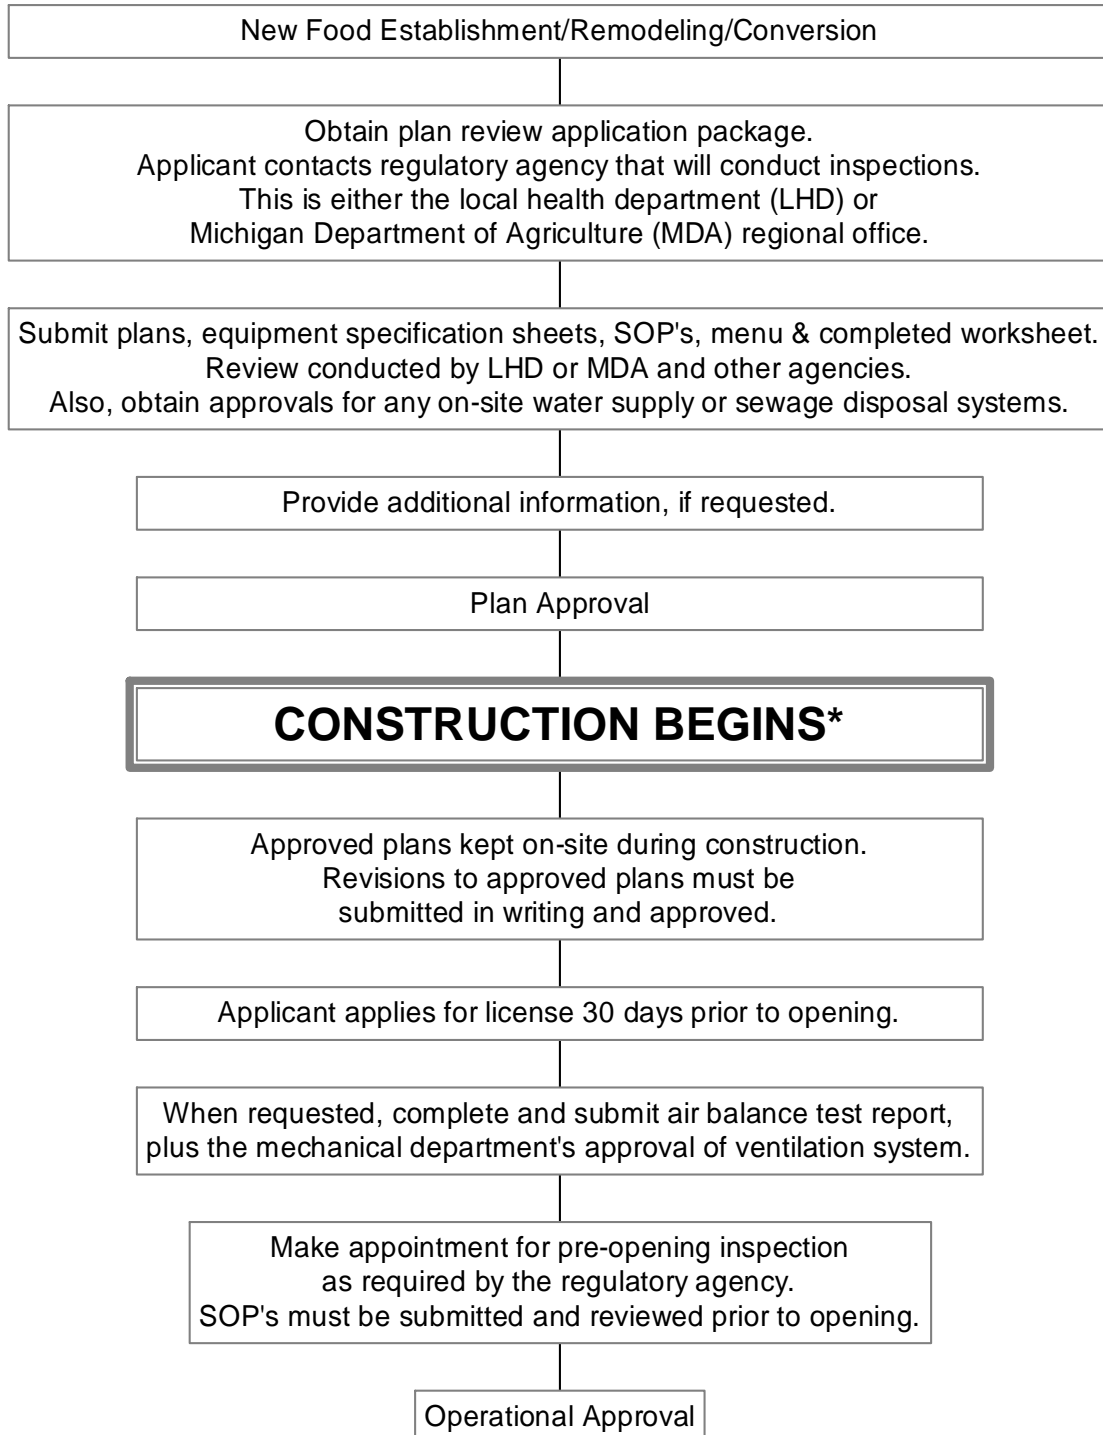 New Food Establishment/Remodeling/Conversion
Obtain plan review application package.
Applicant contacts regulatory agency that will conduct inspections.
This is either the local health department (LHD) or
Michigan Department of Agriculture (MDA) regional office.
Submit plans, equipment specification sheets, SOP's, menu & completed worksheet.
Review conducted by LHD or MDA and other agencies.
Also, obtain approvals for any on-site water supply or sewage disposal systems.
Provide additional information, if requested.
Plan Approval
CONSTRUCTION BEGINS*
Approved plans kept on-site during construction.
Revisions to approved plans must be
submitted in writing and approved.
Applicant applies for license 30 days prior to opening.
When requested, complete and submit air balance test report,
plus the mechanical department's approval of ventilation system.
Make appointment for pre-opening inspection
as required by the regulatory agency.
SOP's must be submitted and reviewed prior to opening.
Operational Approval